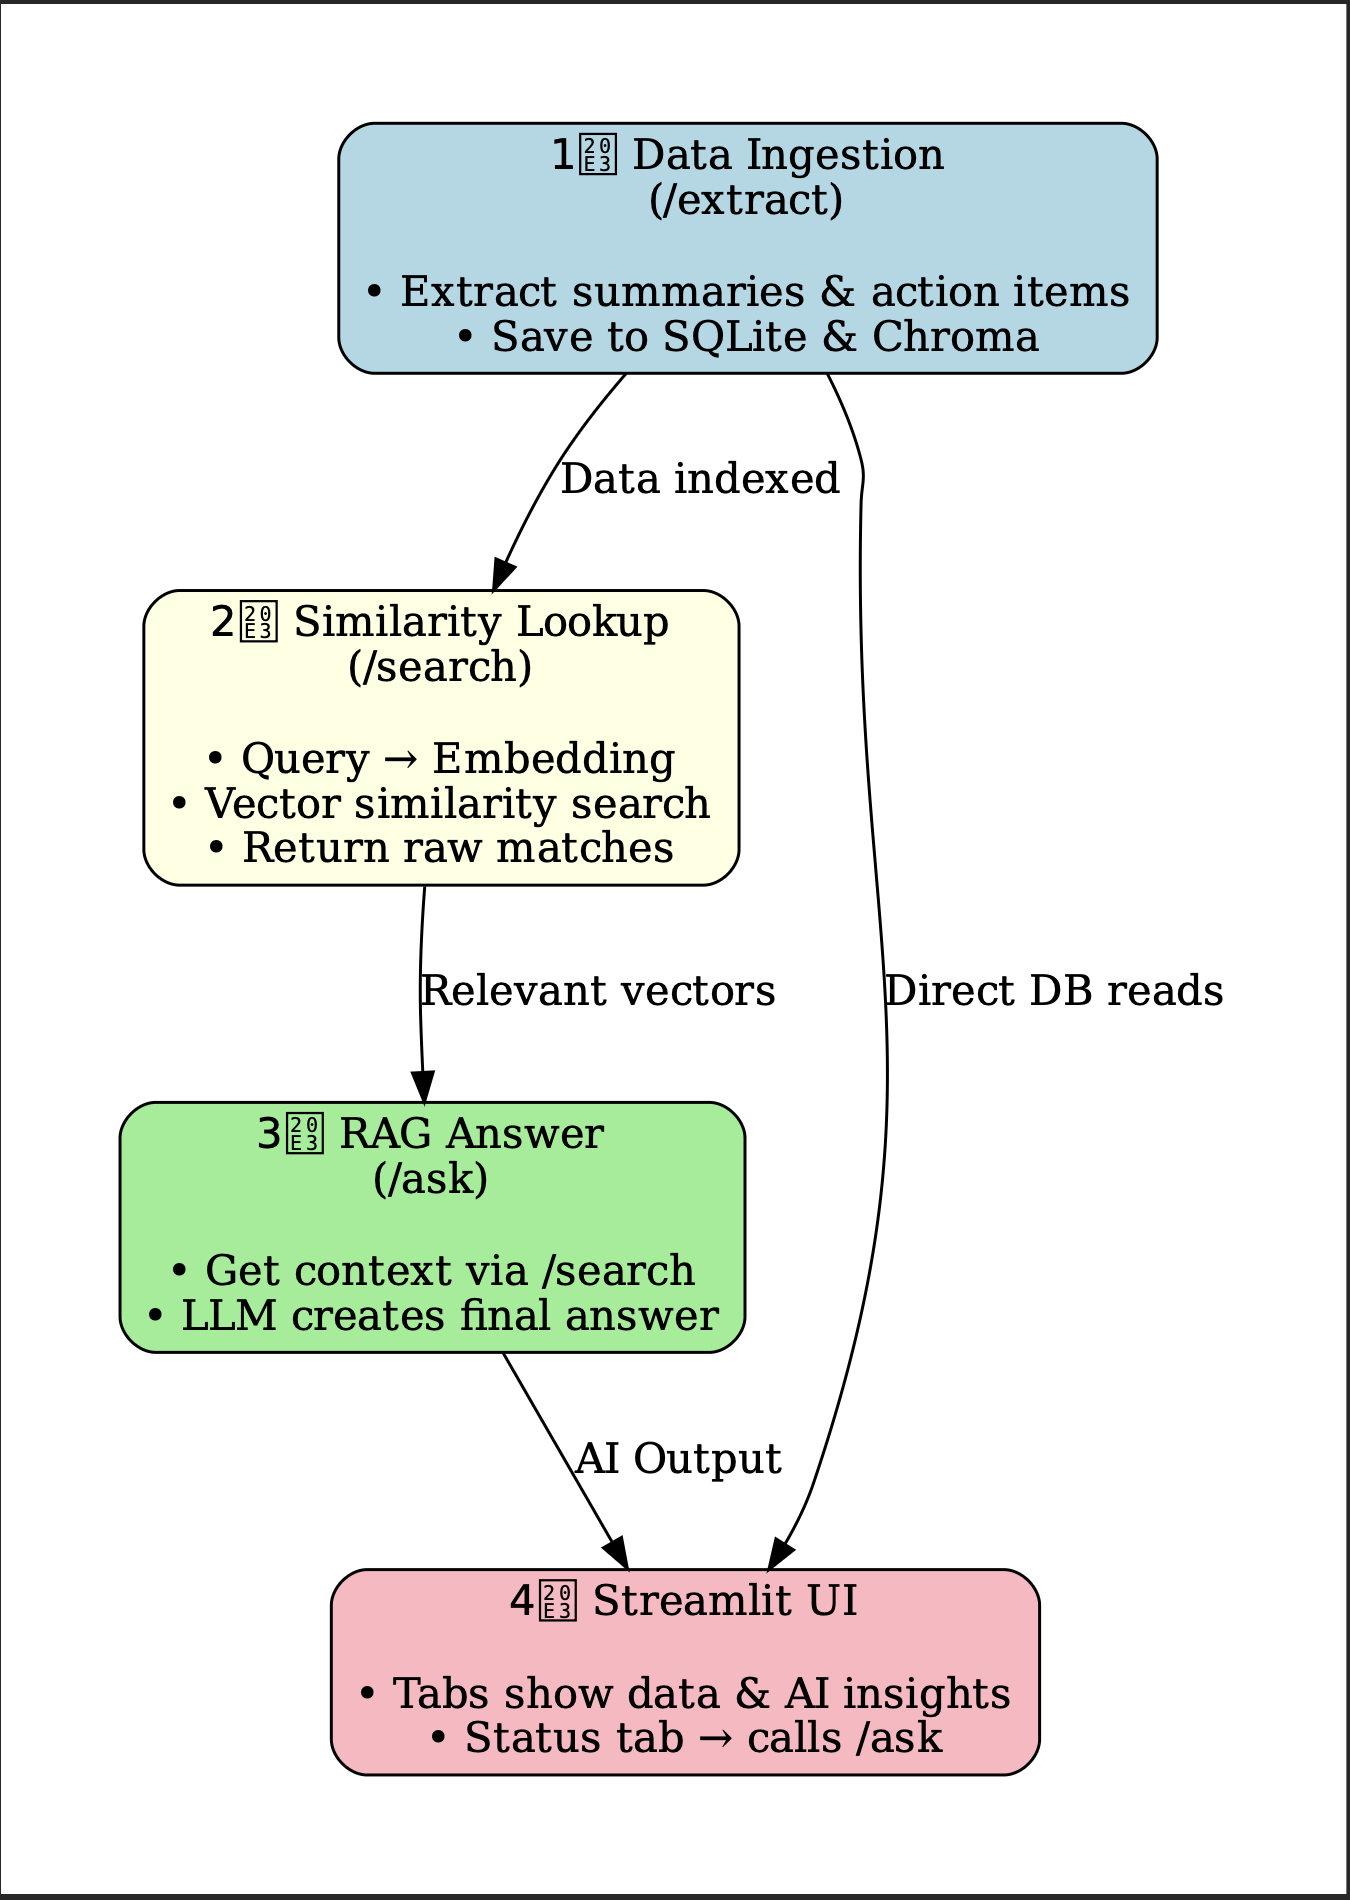 1⃣ Data Ingestion
(/extract)
• Extract summaries & action items
• Save to SQLite & Chroma
Data indexed
2⃣ Similarity Lookup
(/search)
• Query → Embedding
• Vector similarity search
• Return raw matches
Relevant vectors
Direct DB reads
3⃣ RAG Answer
(/ask)
• Get context via /search
• LLM creates final answer
AI Output
4⃣ Streamlit UI
• Tabs show data & AI insights
• Status tab → calls /ask